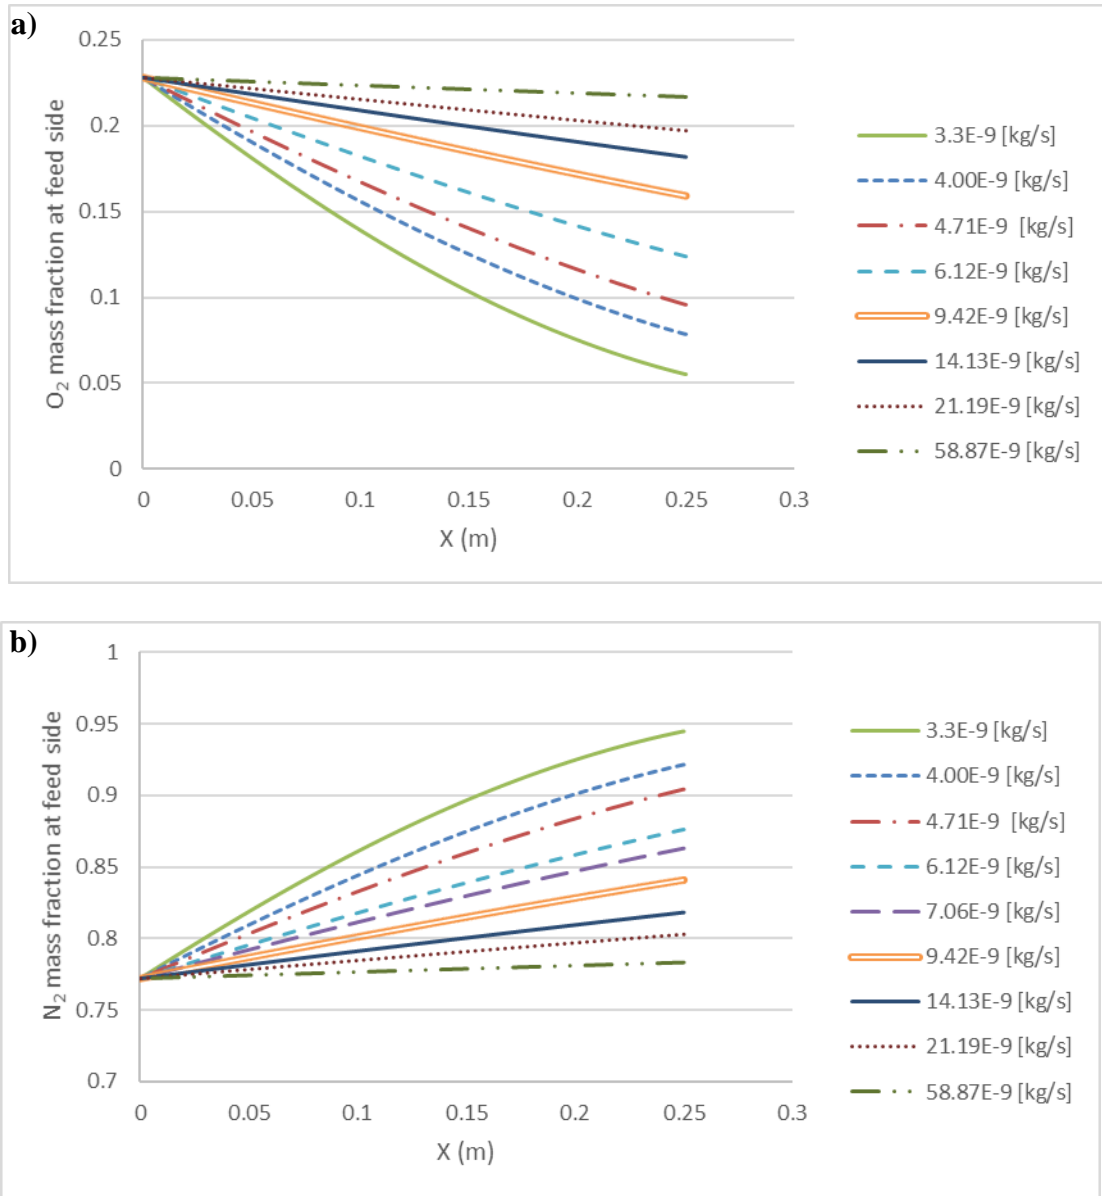 a)
0.25
0.2
0.15
0.1
0.05
0
O₂ mass fraction at feed side
0 0.05 0.1 0.15 0.2 0.25 0.3
X (m)
3.3E-9 [kg/s]
4.00E-9 [kg/s]
4.71E-9 [kg/s]
6.12E-9 [kg/s]
9.42E-9 [kg/s]
14.13E-9 [kg/s]
21.19E-9 [kg/s]
58.87E-9 [kg/s]
b)
1
0.95
0.9
0.85
0.8
0.75
0.7
N₂ mass fraction at feed side
0 0.05 0.1 0.15 0.2 0.25 0.3
X (m)
3.3E-9 [kg/s]
4.00E-9 [kg/s]
4.71E-9 [kg/s]
6.12E-9 [kg/s]
7.06E-9 [kg/s]
9.42E-9 [kg/s]
14.13E-9 [kg/s]
21.19E-9 [kg/s]
58.87E-9 [kg/s]